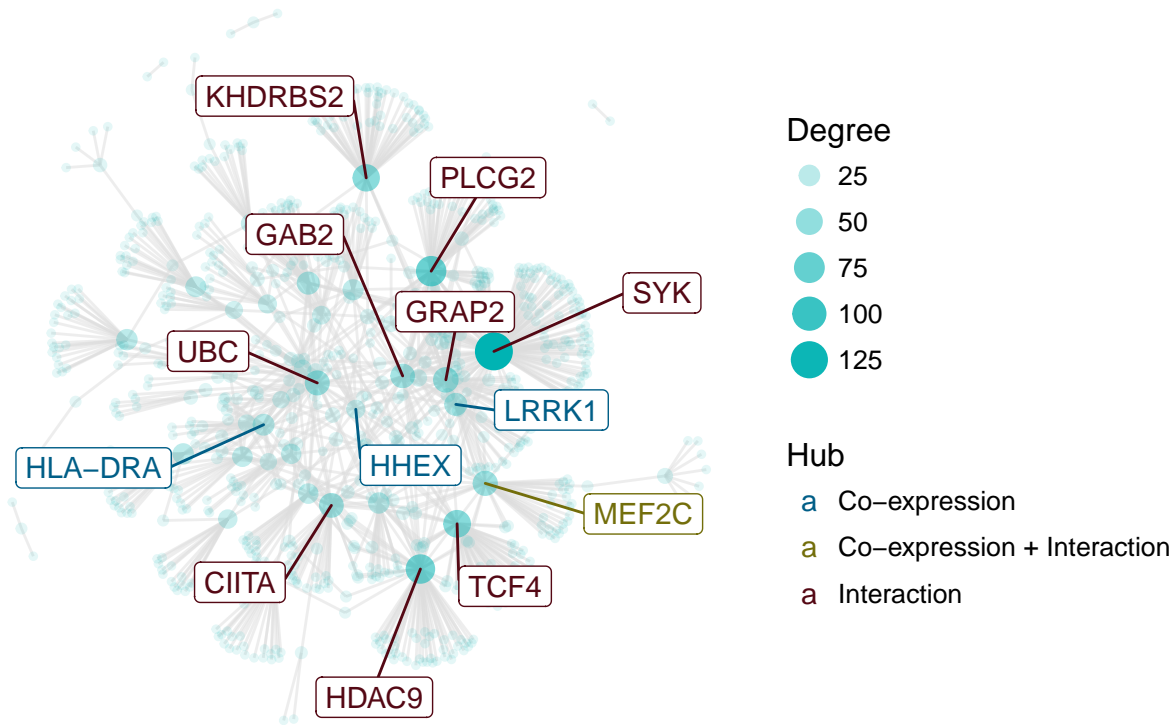 KHDRBS2
PLCG2
GAB2
SYK
GRAP2
UBC
LRRK1
HLA−DRA
HHEX
MEF2C
CIITA
TCF4
HDAC9
Degree
25
50
75
100
125
Hub
a Co−expression
a Co−expression + Interaction
a Interaction